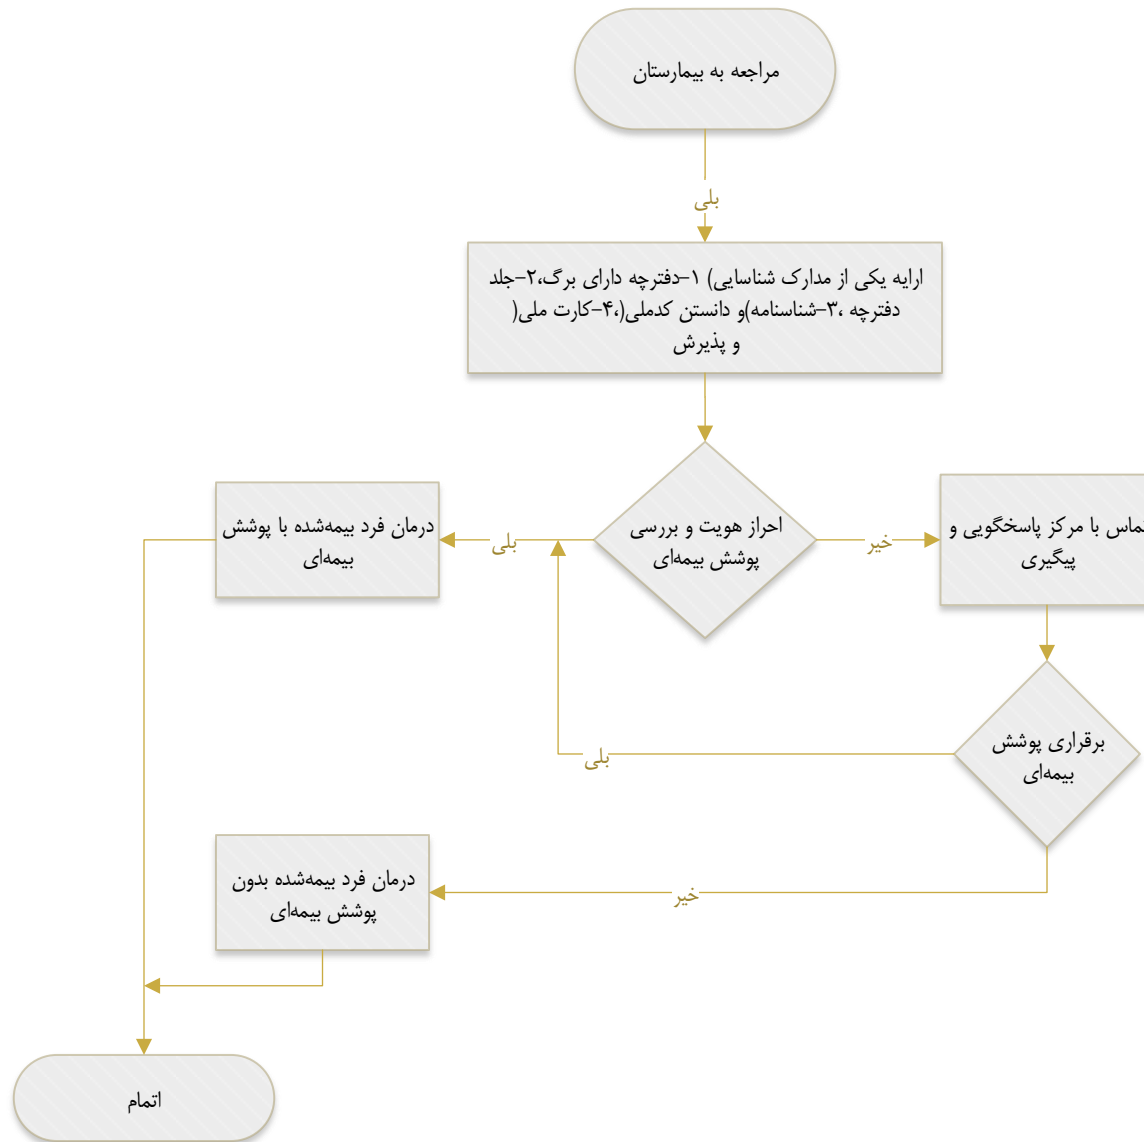 مراجعه به بیمارستان
بلی
ارایه یکی از مدارک شناسایی) ۱-دفترچه دارای برگ،۲-جلد
دفترچه ،۳-شناسنامه)و دانستن کدملی(،۴-کارت ملی(
و پذیرش
احراز هویت و بررسی
پوشش بیمه‌ای
خیر
ماس با مرکز پاسخگویی و
پیگیری
بلی
درمان فرد بیمه‌شده با پوشش
بیمه‌ای
برقراری پوشش
بیمه‌ای
بلی
خیر
درمان فرد بیمه‌شده بدون
پوشش بیمه‌ای
اتمام